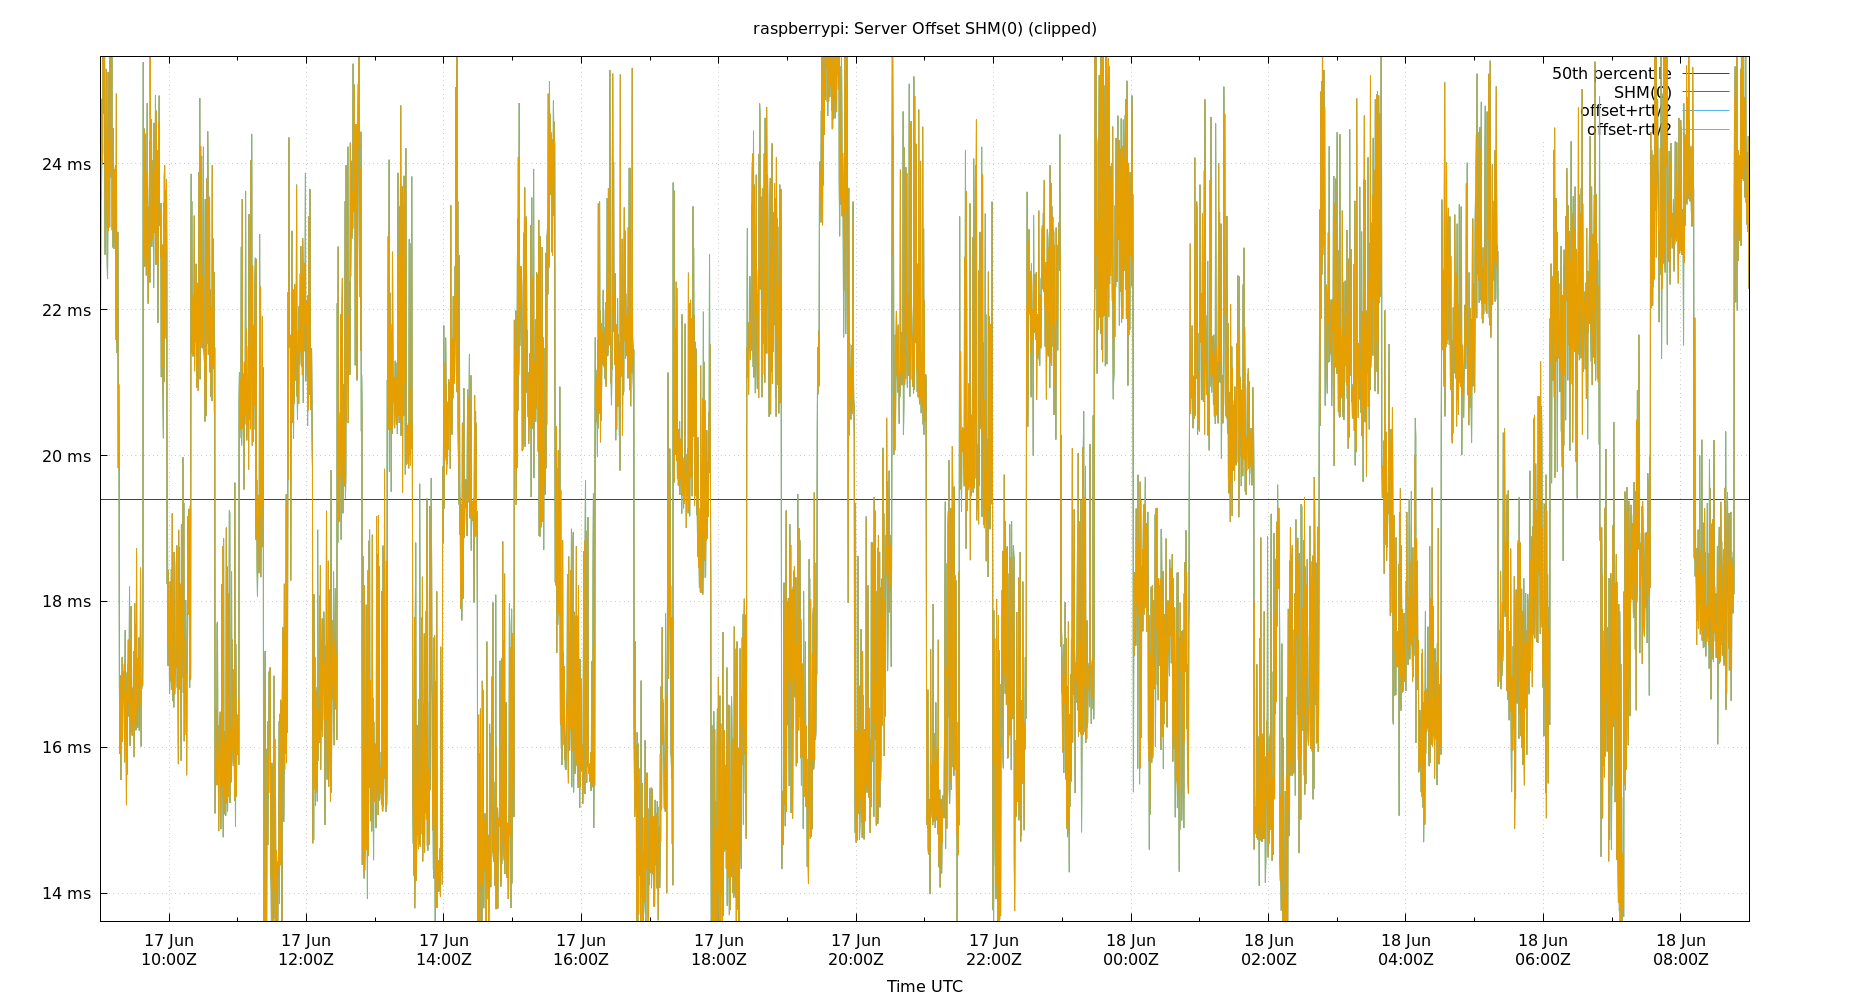 raspberrypi: Server Offset SHM(0) (clipped)
50th percentile
SHM(0)
offset+rtt/2
offset-rtt/2
24 ms
22 ms
20 ms
18 ms
16 ms
14 ms
17 Jun 17 Jun 17 Jun 17 Jun 17 Jun 17 Jun 17 Jun 18 Jun 18 Jun 18 Jun 18 Jun 18 Jun
10:00Z 12:00Z 14:00Z 16:00Z 18:00Z 20:00Z 22:00Z 00:00Z 02:00Z 04:00Z 06:00Z 08:00Z
Time UTC